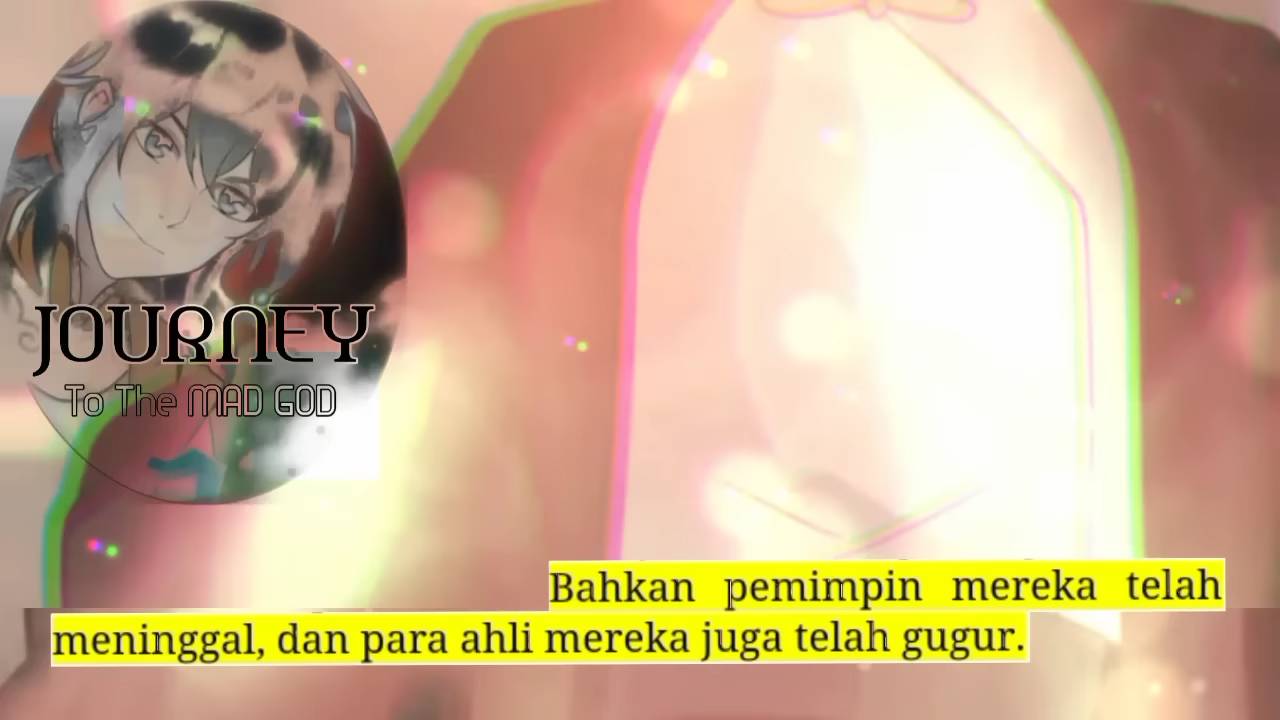 JOURNEY
To The MAD GOD
Bahkan pemimpin mereka telah
meninggal, dan para ahli mereka juga telah gugur.